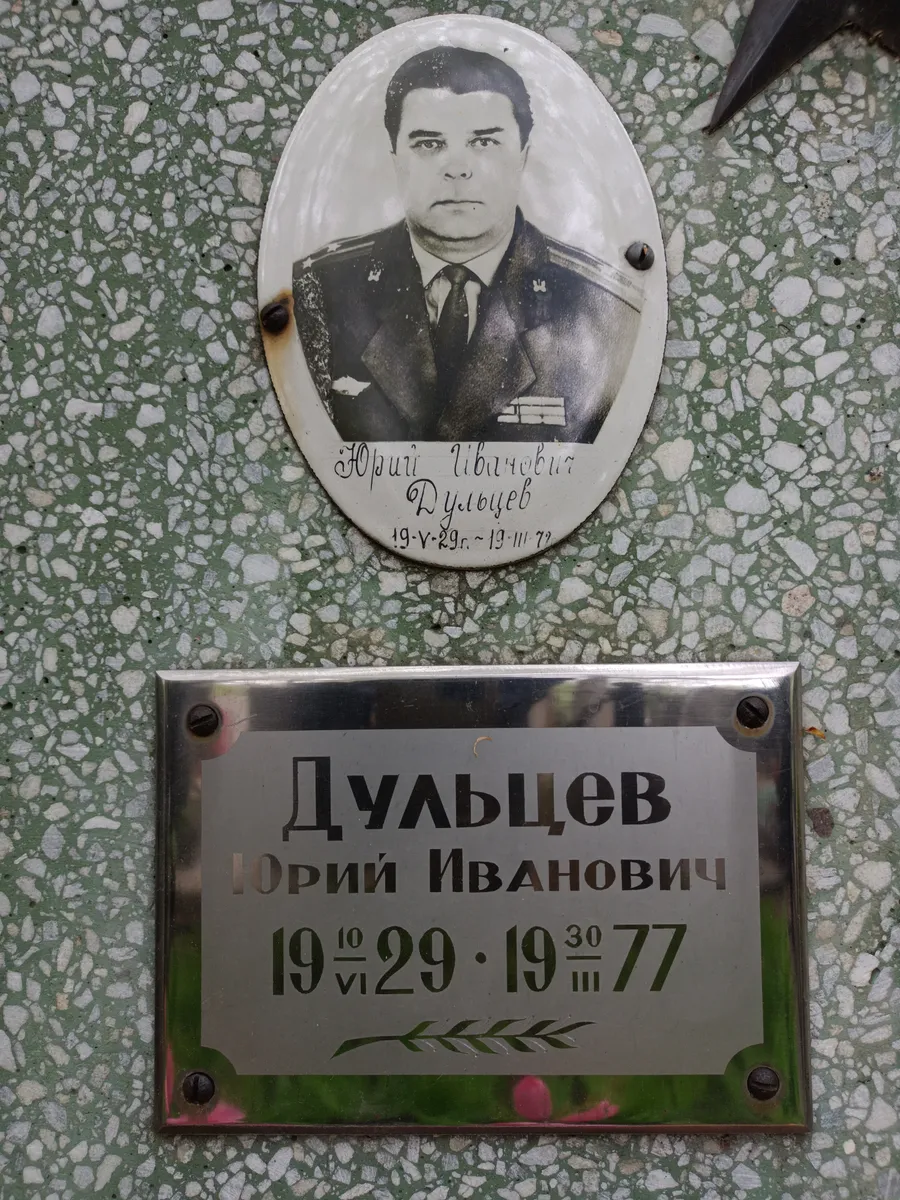 Юрий Иванович
Дульцев
19-V-29г. ~ 19-III-77
Дульцев
Юрий Иванович
19 10/VI 29 · 19 30/III 77